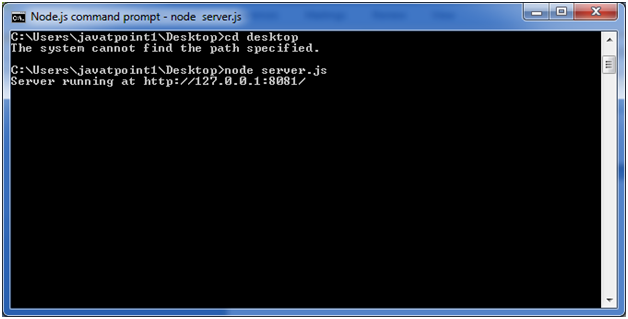 Node.js command prompt - node  server.js
C:\Users\javatpoint1\Desktop>cd desktop
The system cannot find the path specified.
C:\Users\javatpoint1\Desktop>node server.js
Server running at http://127.0.0.1:8081/